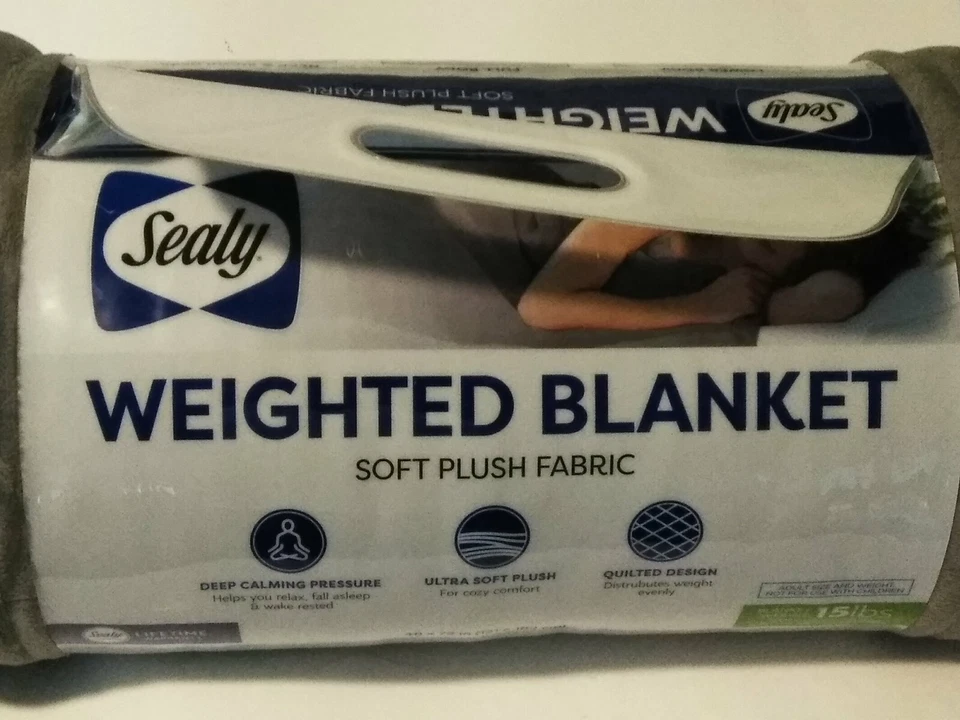 SOFT PLUSH FABRIC
WEIGHTE
Sealy
Sealy
WEIGHTED BLANKET
SOFT PLUSH FABRIC
DEEP CALMING PRESSURE
Helps you relax, fall asleep
& wake rested
ULTRA SOFT PLUSH
For cozy comfort
QUILTED DESIGN
Distrubutes weight
evenly
ADULT SIZE AND WEIGHT.
NOT FOR USE WITH CHILDREN
15lbs
Sealy LIFETIME